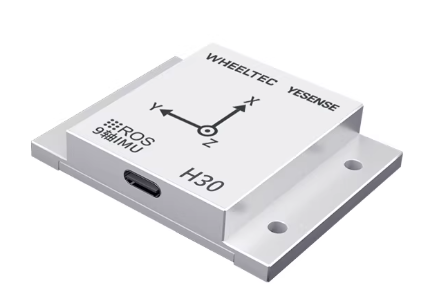 WHEELTEC YESENSE
X
Y
Z
ROS
9轴IMU
H30